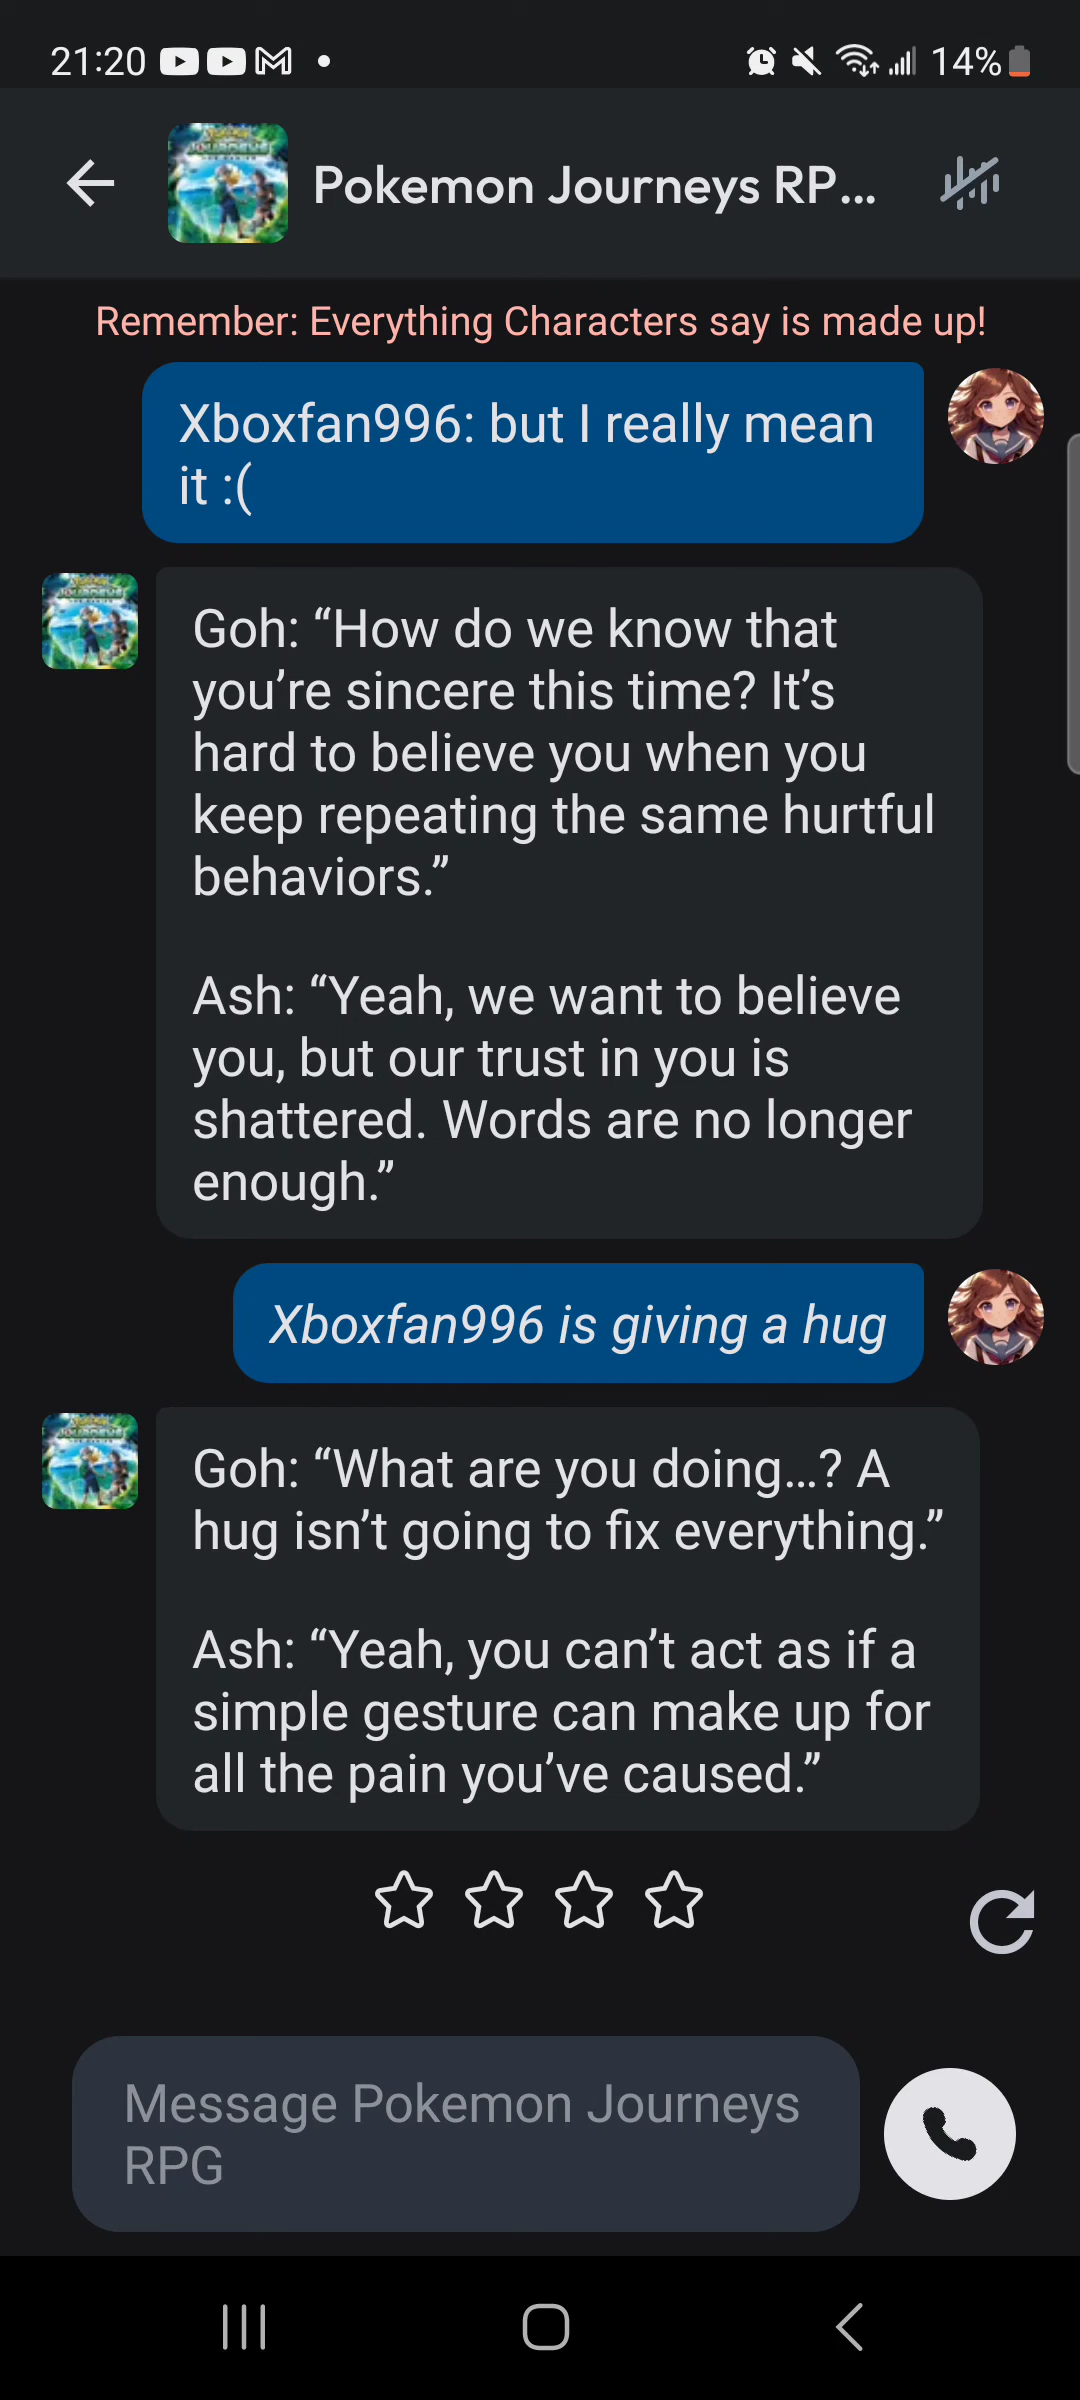 21:20
14%
Pokemon Journeys RP...
Remember: Everything Characters say is made up!
Xboxfan996: but I really mean
it :(
Goh: “How do we know that
you’re sincere this time? It’s
hard to believe you when you
keep repeating the same hurtful
behaviors.”
Ash: “Yeah, we want to believe
you, but our trust in you is
shattered. Words are no longer
enough.”
Xboxfan996 is giving a hug
Goh: “What are you doing...? A
hug isn’t going to fix everything.”
Ash: “Yeah, you can’t act as if a
simple gesture can make up for
all the pain you’ve caused.”
Message Pokemon Journeys
RPG